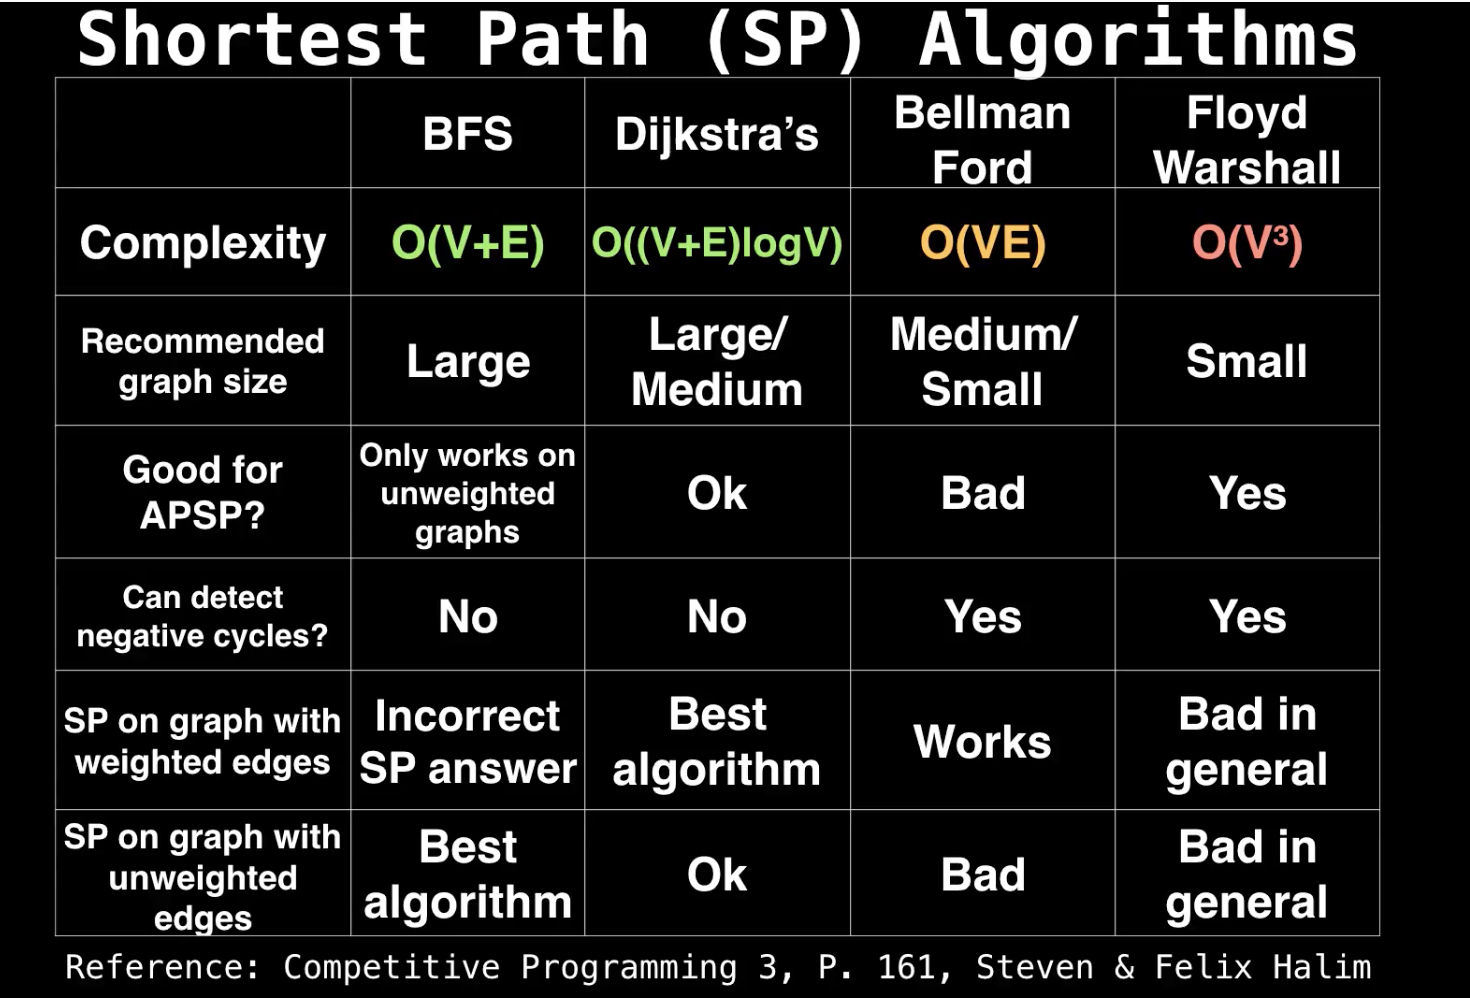 Shortest Path (SP) Algorithms
BFS
Dijkstra's
Bellman
Ford
Floyd
Warshall
Complexity
O(V+E)
O((V+E)logV)
O(VE)
O(V³)
Recommended
graph size
Large
Large/
Medium
Medium/
Small
Small
Good for
APSP?
Only works on
unweighted
graphs
Ok
Bad
Yes
Can detect
negative cycles?
No
No
Yes
Yes
SP on graph with
weighted edges
Incorrect
SP answer
Best
algorithm
Works
Bad in
general
SP on graph with
unweighted
edges
Best
algorithm
Ok
Bad
Bad in
general
Reference: Competitive Programming 3, P. 161, Steven & Felix Halim